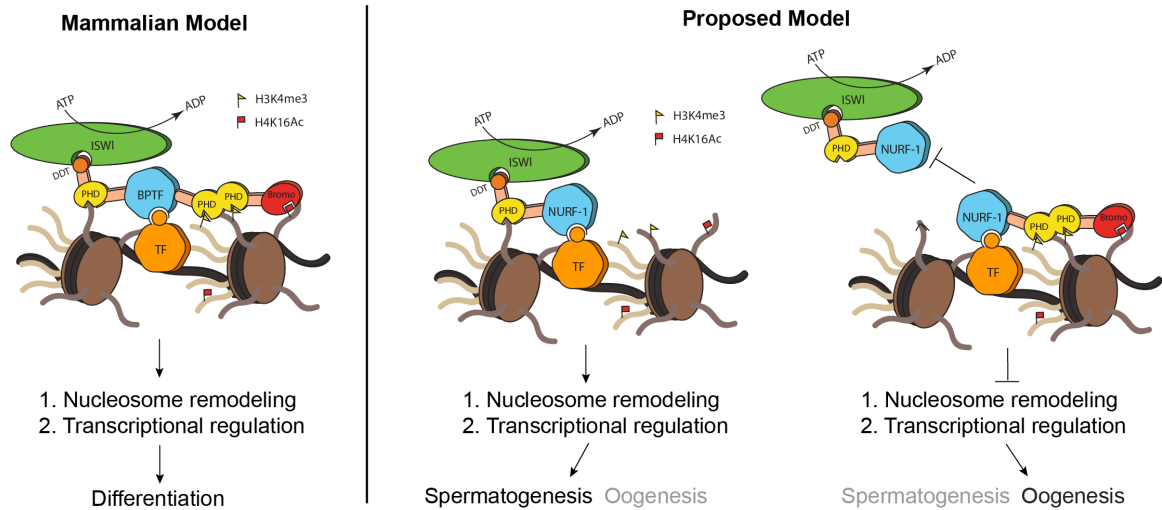 Mammalian Model
ATP
ADP
ISWI
DDT
PHD
BPTF
PHD
PHD
Bromo
TF
H3K4me3
H4K16Ac
1. Nucleosome remodeling
2. Transcriptional regulation
Differentiation
Proposed Model
ATP
ADP
ISWI
DDT
PHD
NURF-1
TF
H3K4me3
H4K16Ac
1. Nucleosome remodeling
2. Transcriptional regulation
Spermatogenesis Oogenesis
ATP
ADP
ISWI
DDT
PHD
NURF-1
NURF-1
PHD
PHD
Bromo
TF
1. Nucleosome remodeling
2. Transcriptional regulation
Spermatogenesis Oogenesis